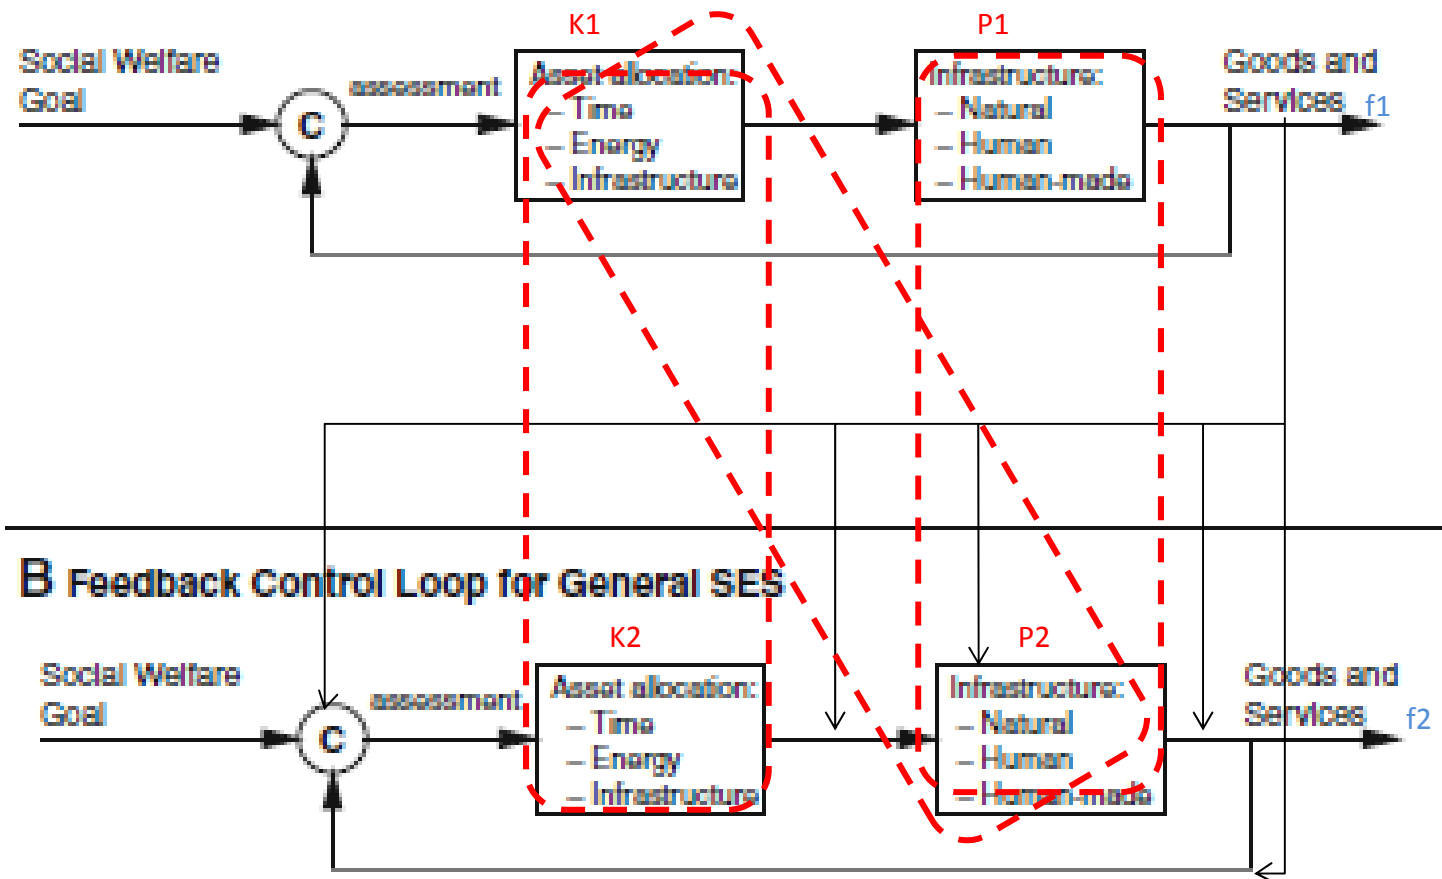 K1
P1
Social Welfare
Goal
C
assessment
Asset allocation:
– Time
– Energy
– Infrastructure
Infrastructure:
– Natural
– Human
– Human-made
Goods and
Services
f1
B Feedback Control Loop for General SES
K2
P2
Social Welfare
Goal
C
assessment
Asset allocation:
– Time
– Energy
– Infrastructure
Infrastructure:
– Natural
– Human
– Human-made
Goods and
Services
f2